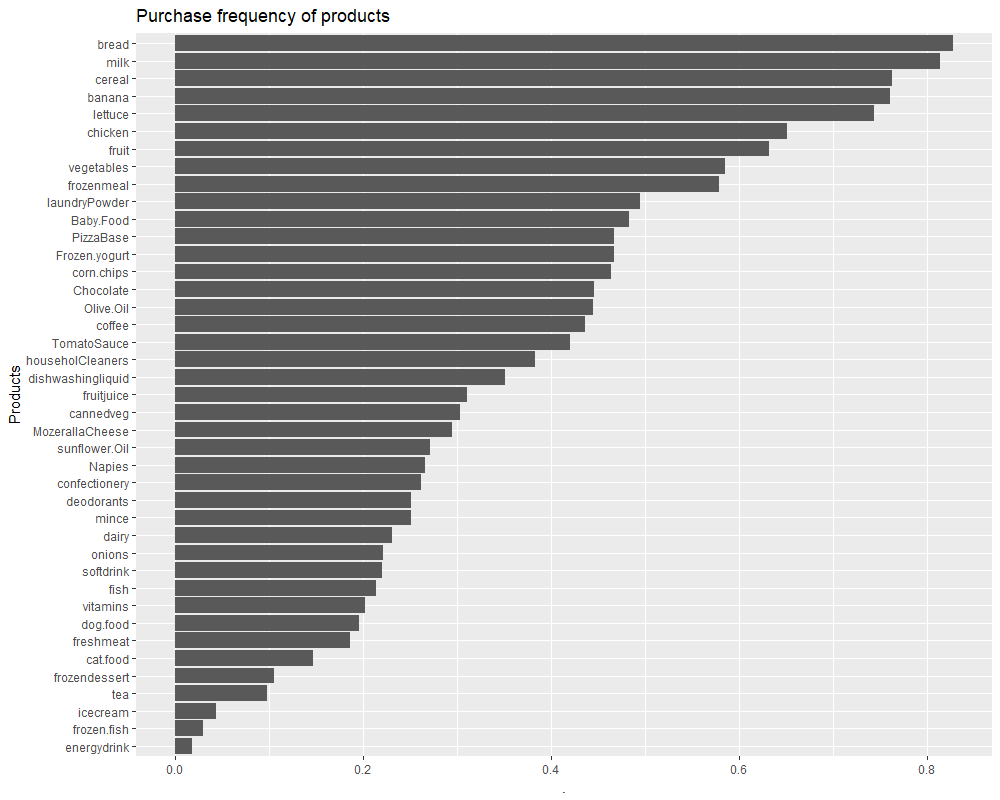 Purchase frequency of products
bread
milk
cereal
banana
lettuce
chicken
fruit
vegetables
frozenmeal
laundryPowder
Baby.Food
PizzaBase
Frozen.yogurt
corn.chips
Chocolate
Olive.Oil
coffee
TomatoSauce
householCleaners
dishwashingliquid
fruitjuice
cannedveg
MozerallaCheese
sunflower.Oil
Napies
confectionery
deodorants
mince
dairy
onions
softdrink
fish
vitamins
dog.food
freshmeat
cat.food
frozendessert
tea
icecream
frozen.fish
energydrink
Products
0.0 0.2 0.4 0.6 0.8
.